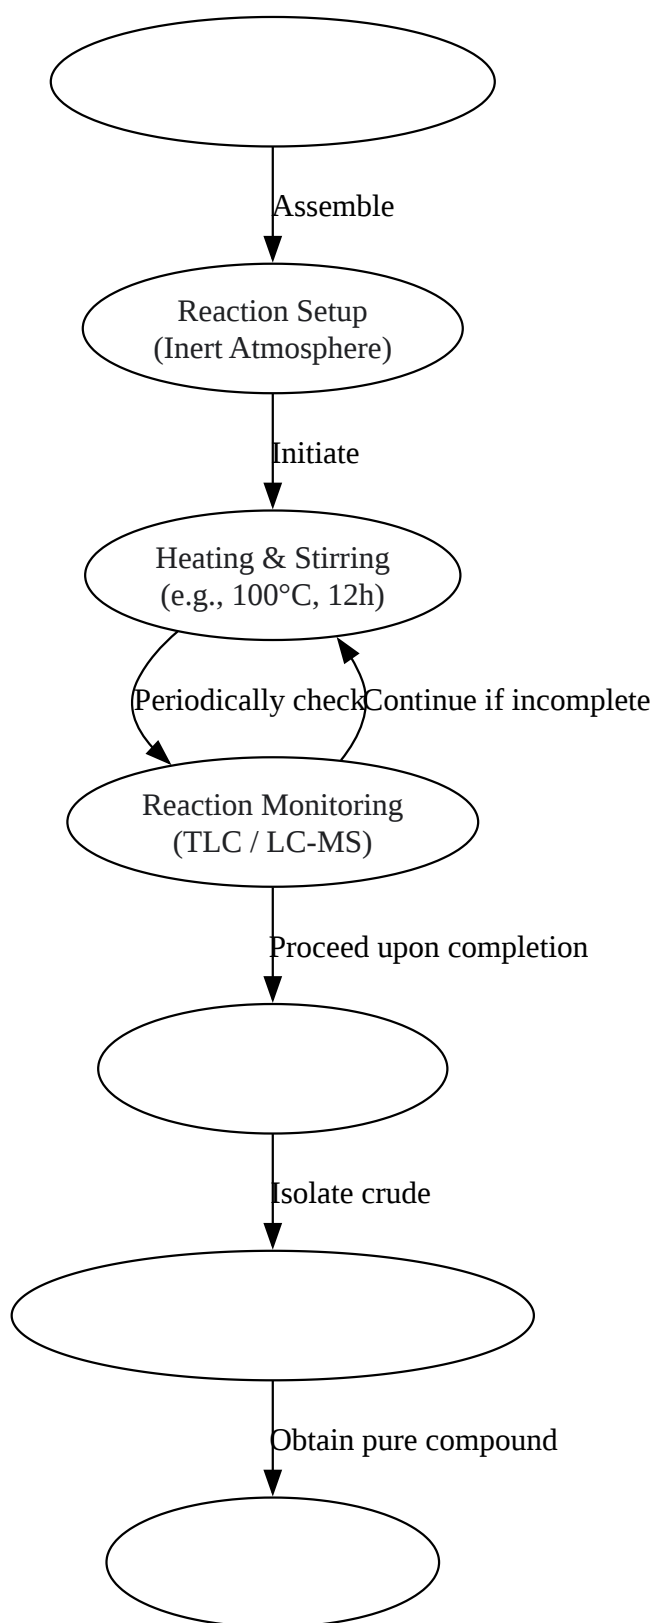 Assemble
Reaction Setup
(Inert Atmosphere)
Initiate
Heating & Stirring
(e.g., 100°C, 12h)
Periodically check
Continue if incomplete
Reaction Monitoring
(TLC / LC-MS)
Proceed upon completion
Isolate crude
Obtain pure compound